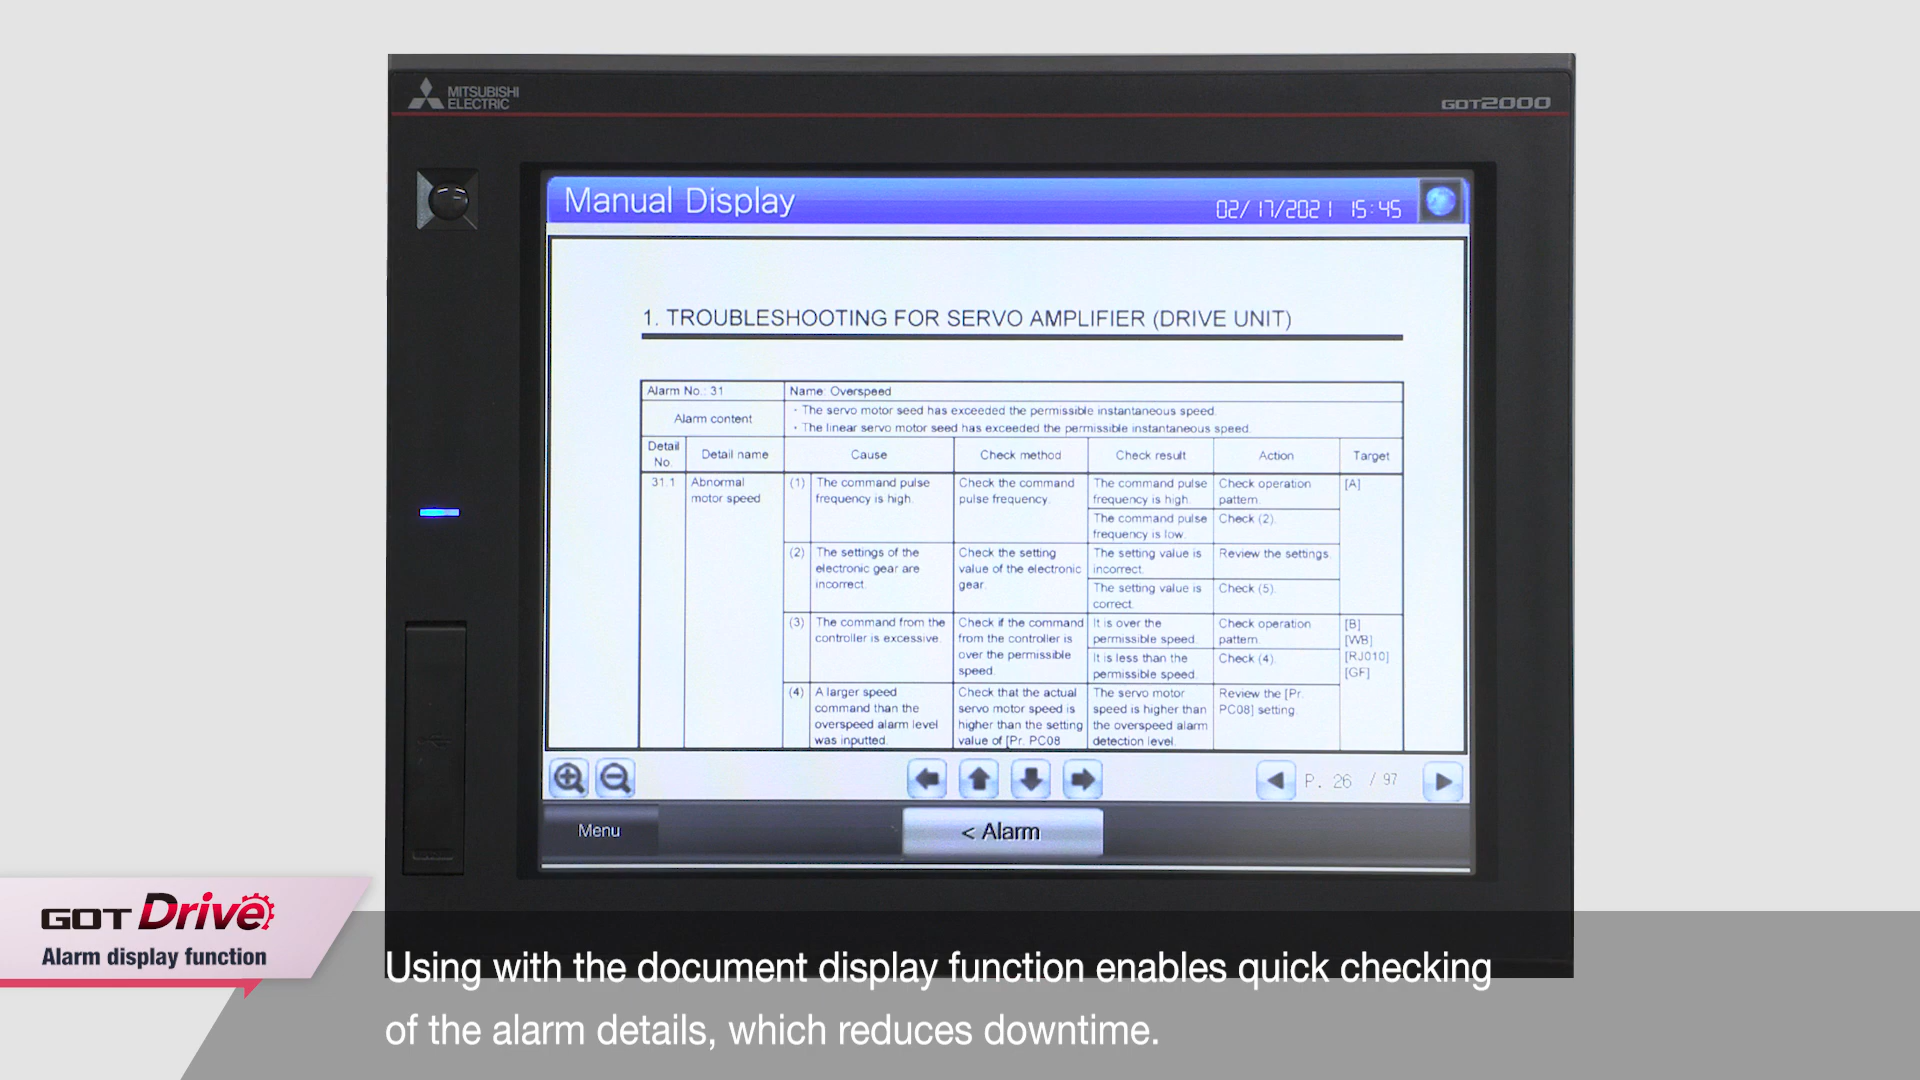 MITSUBISHI
ELECTRIC
GOT2000
Manual Display
02/17/2021 15:45
1. TROUBLESHOOTING FOR SERVO AMPLIFIER (DRIVE UNIT)
Alarm No.: 31
Name: Overspeed
Alarm content
・The servo motor seed has exceeded the permissible instantaneous speed.
・The linear servo motor seed has exceeded the permissible instantaneous speed.
Detail
No.
Detail name
Cause
Check method
Check result
Action
Target
31.1
Abnormal
motor speed
(1)
The command pulse
frequency is high.
Check the command
pulse frequency.
The command pulse
frequency is high.
Check operation
pattern.
[A]
The command pulse
frequency is low.
Check (2).
(2)
The settings of the
electronic gear are
incorrect.
Check the setting
value of the electronic
gear.
The setting value is
incorrect.
Review the settings.
The setting value is
correct.
Check (5).
(3)
The command from the
controller is excessive.
Check if the command
from the controller is
over the permissible
speed.
It is over the
permissible speed.
Check operation
pattern.
[B]
[WB]
[RJ010]
[GF]
It is less than the
permissible speed.
Check (4).
(4)
A larger speed
command than the
overspeed alarm level
was inputted.
Check that the actual
servo motor speed is
higher than the setting
value of [Pr. PC08
The servo motor
speed is higher than
the overspeed alarm
detection level.
Review the [Pr.
PC08] setting.
P. 26 / 97
Menu
< Alarm
GOT Drive
Alarm display function
Using with the document display function enables quick checking
of the alarm details, which reduces downtime.